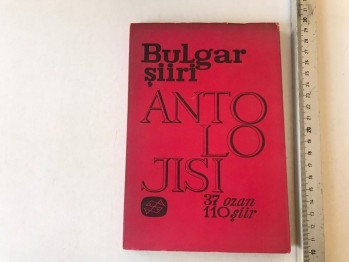 Bulgar
şiiri
ANTO
LO
JISI
37 ozan
110 şiir